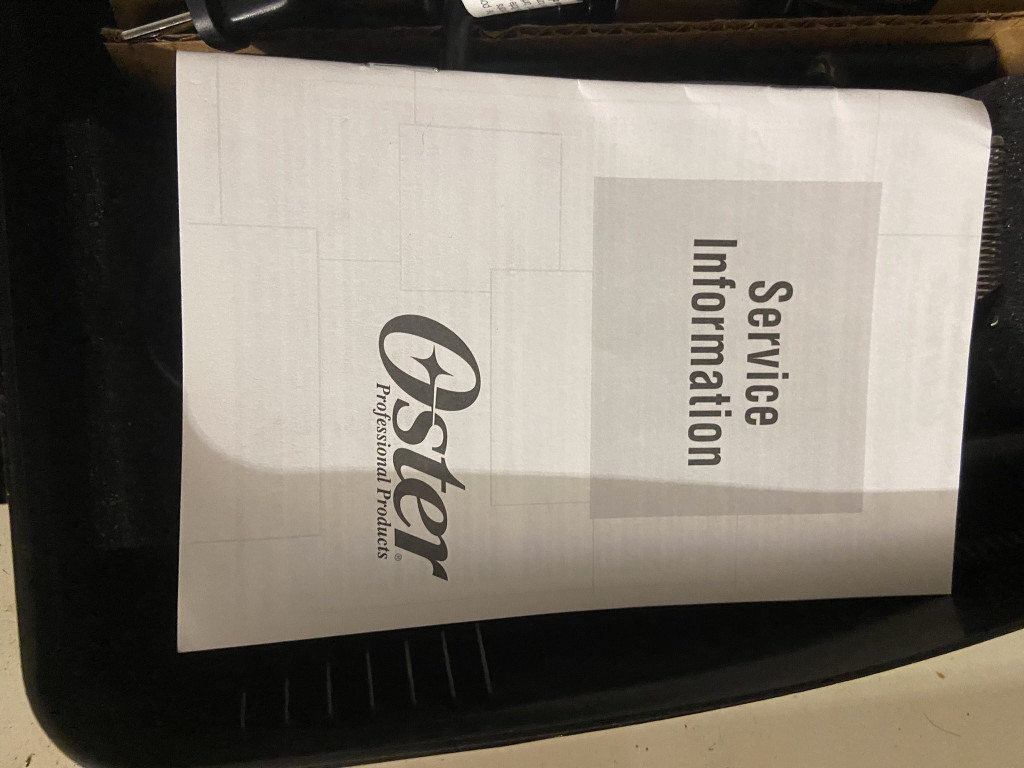 Service
Information
Oster®
Professional Products